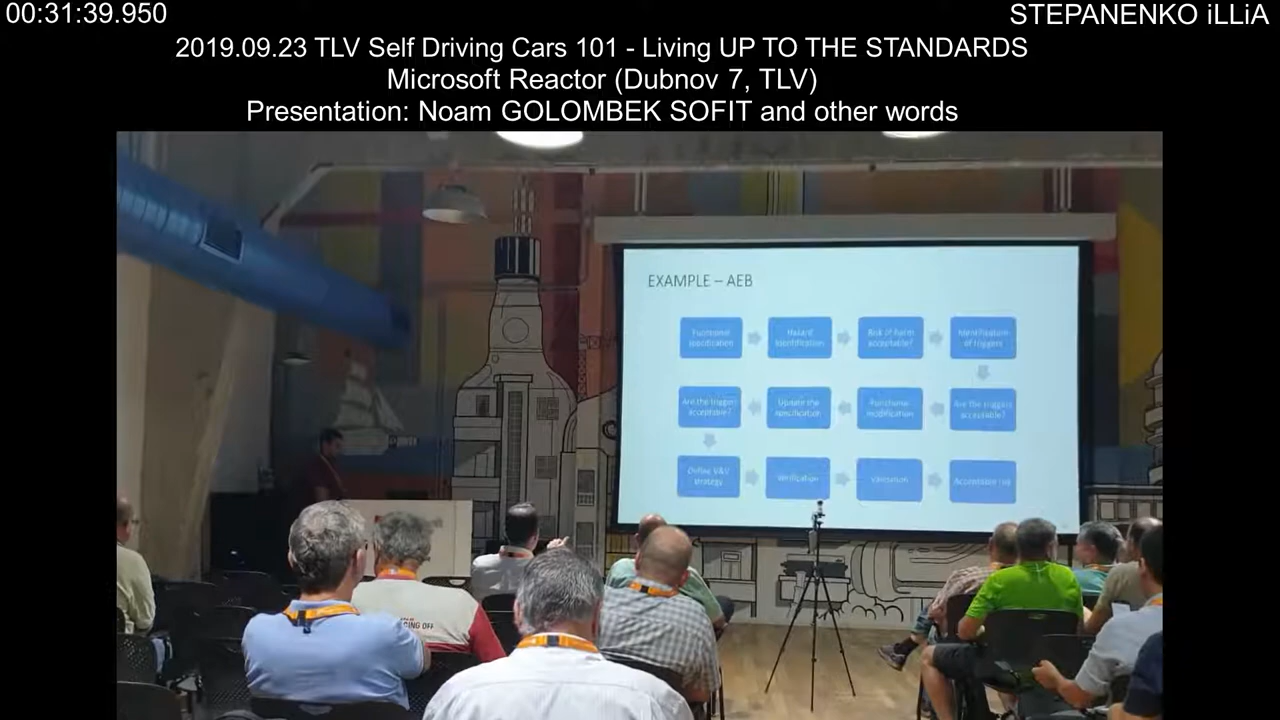 00:31:39.950
STEPANENKO iLLiA
2019.09.23 TLV Self Driving Cars 101 - Living UP TO THE STANDARDS
Microsoft Reactor (Dubnov 7, TLV)
Presentation: Noam GOLOMBEK SOFIT and other words
EXAMPLE – AEB
Functional
specification
Hazard
identification
Risk of harm
acceptable?
Identification
of triggers
Are the triggers
acceptable?
Update the
specification
Functional
modification
Are the triggers
acceptable?
Define V&V
strategy
Verification
Validation
Acceptable risk